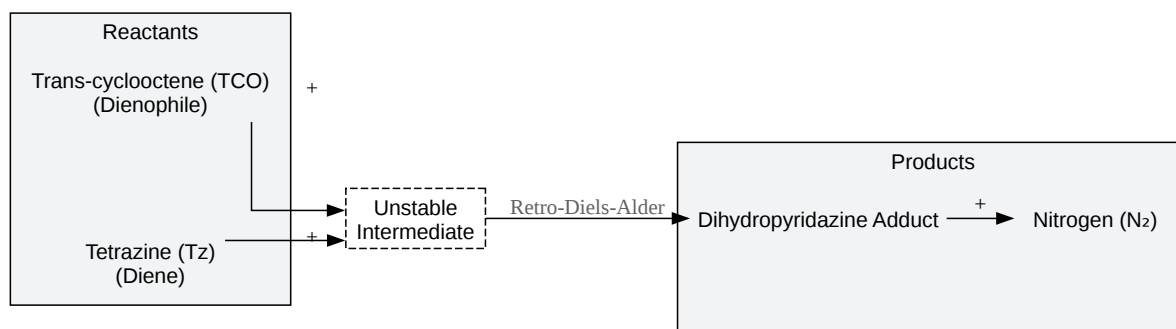 Reactants
Trans-cyclooctene (TCO)
(Dienophile)
+
Tetrazine (Tz)
(Diene)
+
Unstable
Intermediate
Retro-Diels-Alder
Products
Dihydropyridazine Adduct
+
Nitrogen (N₂)